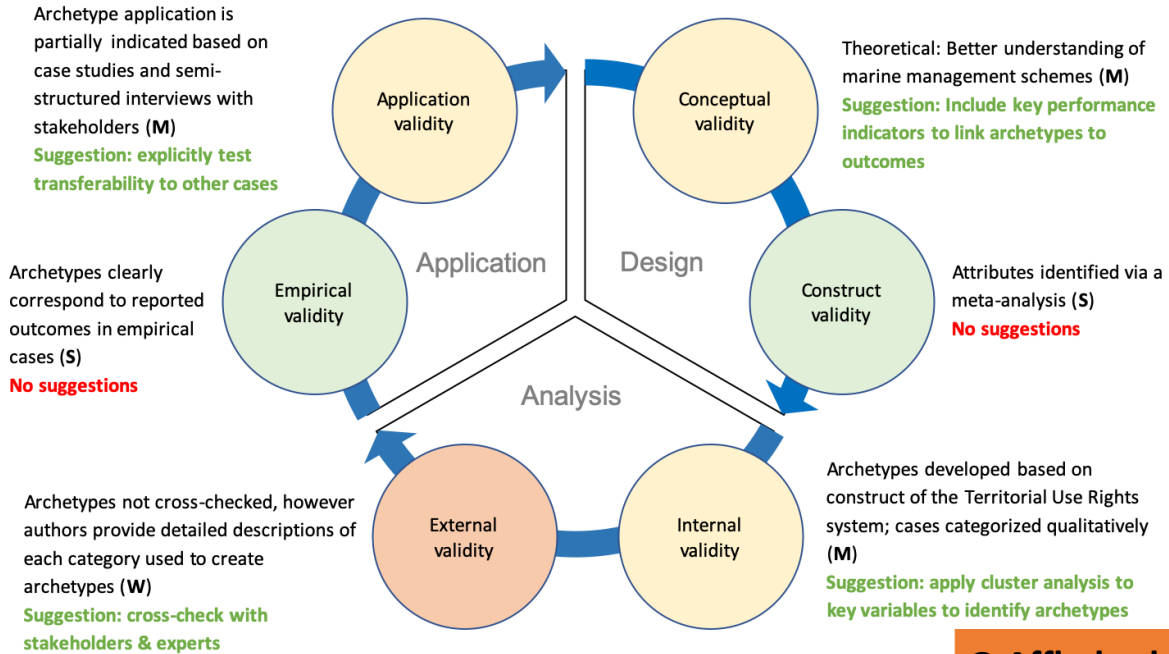 Archetype application is
partially indicated based on
case studies and semi-
structured interviews with
stakeholders (M)
Suggestion: explicitly test
transferability to other cases
Application
validity
Conceptual
validity
Theoretical: Better understanding of
marine management schemes (M)
Suggestion: Include key performance
indicators to link archetypes to
outcomes
Archetypes clearly
correspond to reported
outcomes in empirical
cases (S)
No suggestions
Empirical
validity
Application
Design
Construct
validity
Attributes identified via a
meta-analysis (S)
No suggestions
Analysis
Archetypes not cross-checked, however
authors provide detailed descriptions of
each category used to create
archetypes (W)
Suggestion: cross-check with
stakeholders & experts
External
validity
Internal
validity
Archetypes developed based on
construct of the Territorial Use Rights
system; cases categorized qualitatively
(M)
Suggestion: apply cluster analysis to
key variables to identify archetypes